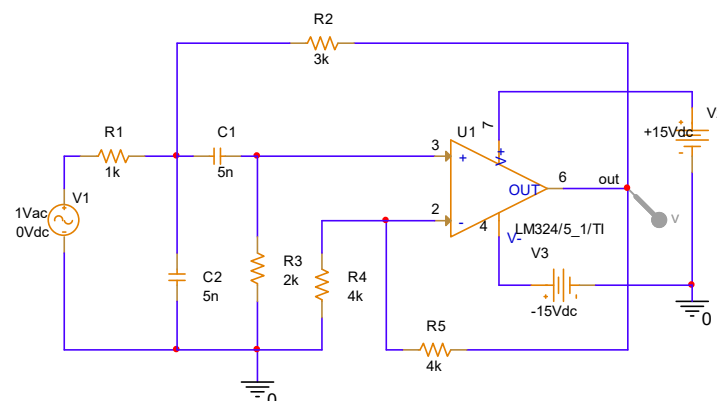 R2
3k
R1
1k
C1
5n
3
+
U1
7
V+
+15Vdc
V1
1Vac
0Vdc
OUT
6
out
V
2
-
4
V-
LM324/5_1/TI
V3
-15Vdc
C2
5n
R3
2k
R4
4k
R5
4k
0
0